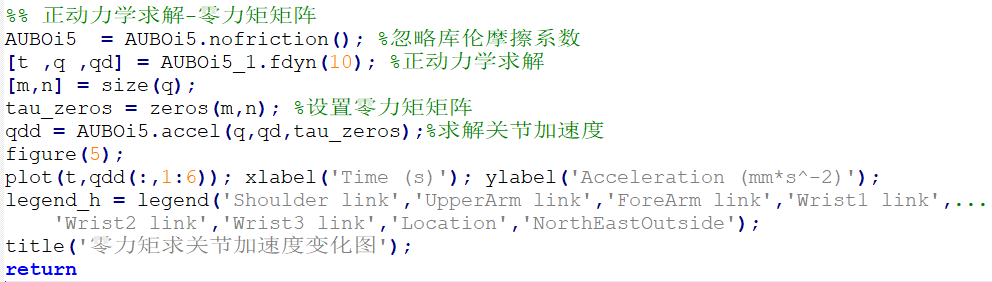 %% 正动力学求解-零力矩矩阵
AUBOi5  = AUBOi5.nofriction(); %忽略库伦摩擦系数
[t ,q ,qd] = AUBOi5_1.fdyn(10); %正动力学求解
[m,n] = size(q);
tau_zeros = zeros(m,n); %设置零力矩矩阵
qdd = AUBOi5.accel(q,qd,tau_zeros);%求解关节加速度
figure(5);
plot(t,qdd(:,1:6)); xlabel('Time (s)'); ylabel('Acceleration (mm*s^-2)');
legend_h = legend('Shoulder link','UpperArm link','ForeArm link','Wrist1 link',...
    'Wrist2 link','Wrist3 link','Location','NorthEastOutside');
title('零力矩求关节加速度变化图');
return